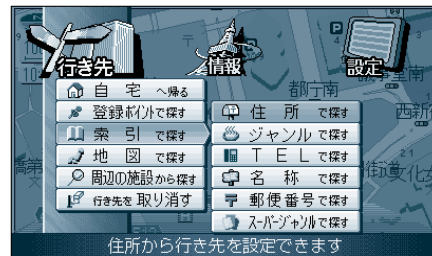 行き先
情報
設定
自宅へ帰る
登録ポイントで探す
索引で探す
地図で探す
周辺の施設から探す
行き先を取り消す
住所で探す
ジャンルで探す
TELで探す
名称で探す
郵便番号で探す
スーパージャンルで探す
都庁南
西新
住所から行き先を設定できます